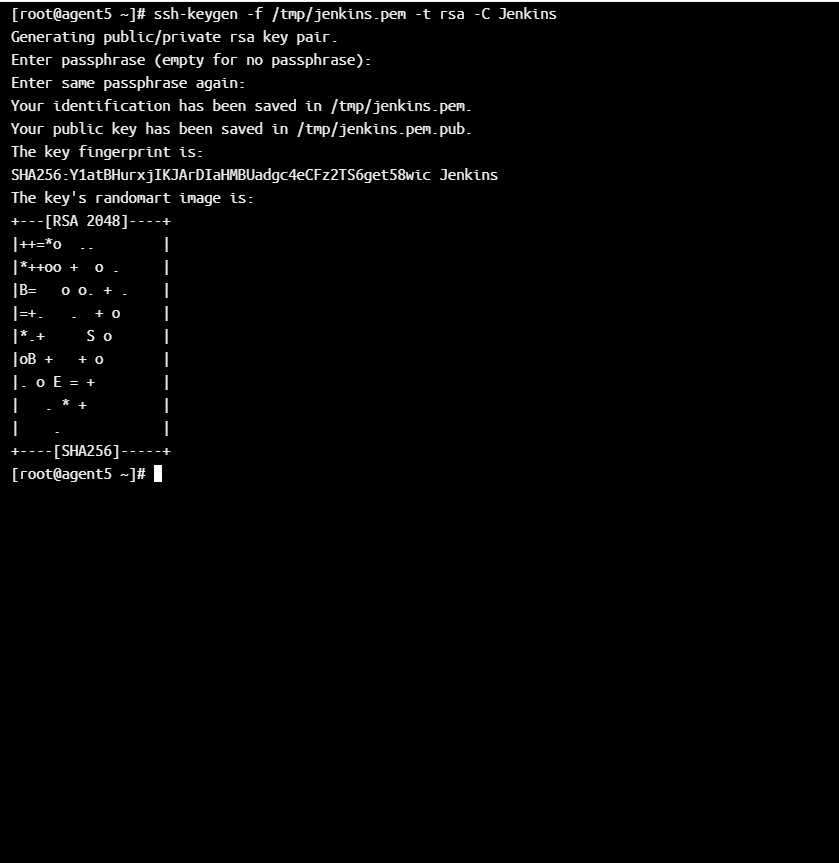 [root@agent5 ~]# ssh-keygen -f /tmp/jenkins.pem -t rsa -C Jenkins
Generating public/private rsa key pair.
Enter passphrase (empty for no passphrase):
Enter same passphrase again:
Your identification has been saved in /tmp/jenkins.pem.
Your public key has been saved in /tmp/jenkins.pem.pub.
The key fingerprint is:
SHA256:Y1atBHurxjIKJArDIaHMBUadgc4eCFz2TS6get58wic Jenkins
The key's randomart image is:
+---[RSA 2048]----+
|++=*o  ..        |
|*++oo +  o .     |
|B=   o o. + .    |
|=+.   .  + o     |
|*.+     S o      |
|oB +   + o       |
|. o E = +        |
|   . * +         |
|    .            |
+----[SHA256]-----+
[root@agent5 ~]#